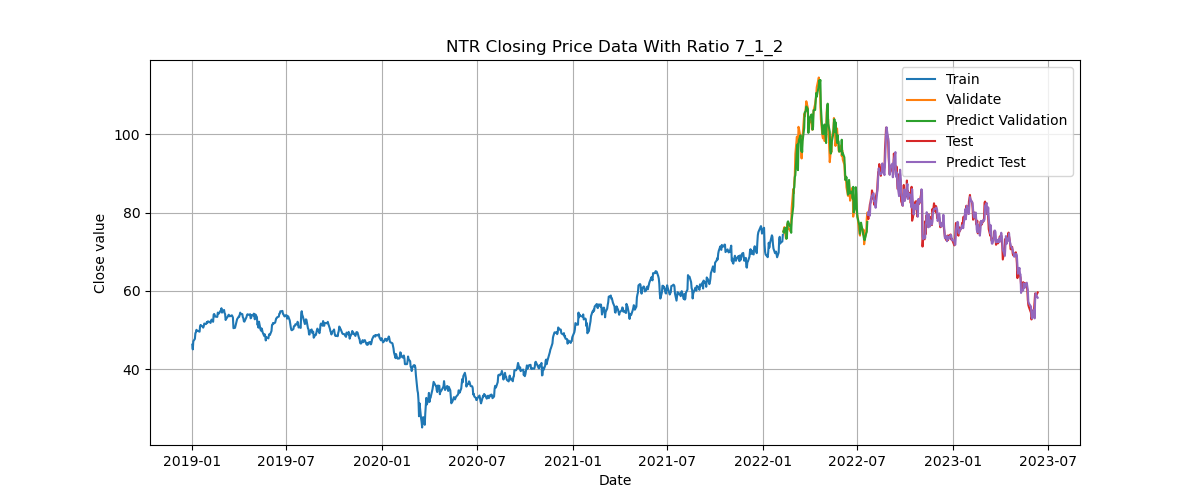 NTR Closing Price Data With Ratio 7_1_2
Train
Validate
Predict Validation
Test
Predict Test
Close value
100
80
60
40
2019-01 2019-07 2020-01 2020-07 2021-01 2021-07 2022-01 2022-07 2023-01 2023-07
Date